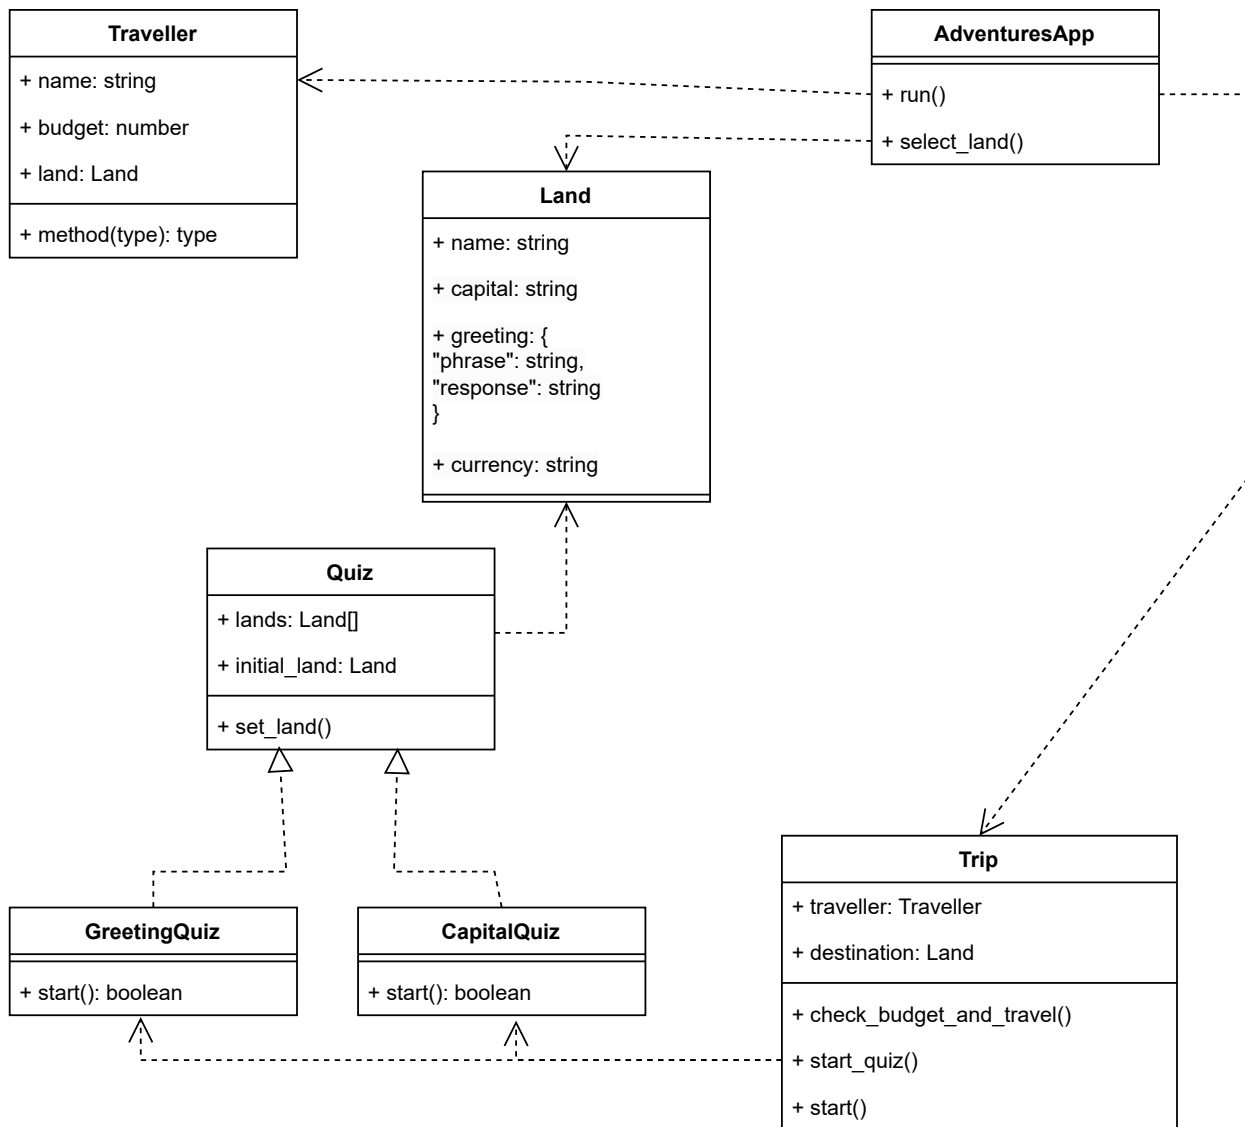 Traveller
+ name: string
+ budget: number
+ land: Land
+ method(type): type
AdventuresApp
+ run()
+ select_land()
Land
+ name: string
+ capital: string
+ greeting: {
"phrase": string,
"response": string
}
+ currency: string
Quiz
+ lands: Land[]
+ initial_land: Land
+ set_land()
GreetingQuiz
+ start(): boolean
CapitalQuiz
+ start(): boolean
Trip
+ traveller: Traveller
+ destination: Land
+ check_budget_and_travel()
+ start_quiz()
+ start()